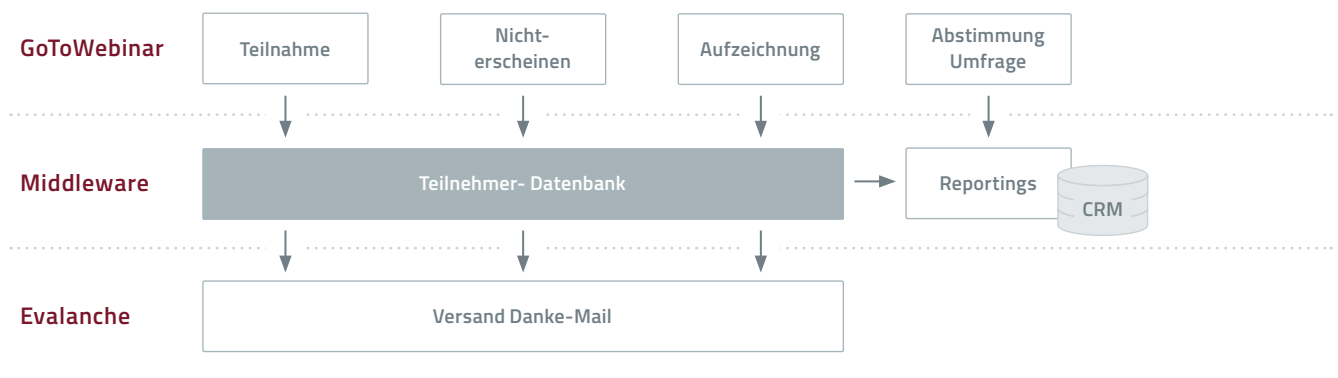 GoToWebinar
Teilnahme
Nicht-
erscheinen
Aufzeichnung
Abstimmung
Umfrage
Middleware
Teilnehmer- Datenbank
Reportings
CRM
Evalanche
Versand Danke-Mail